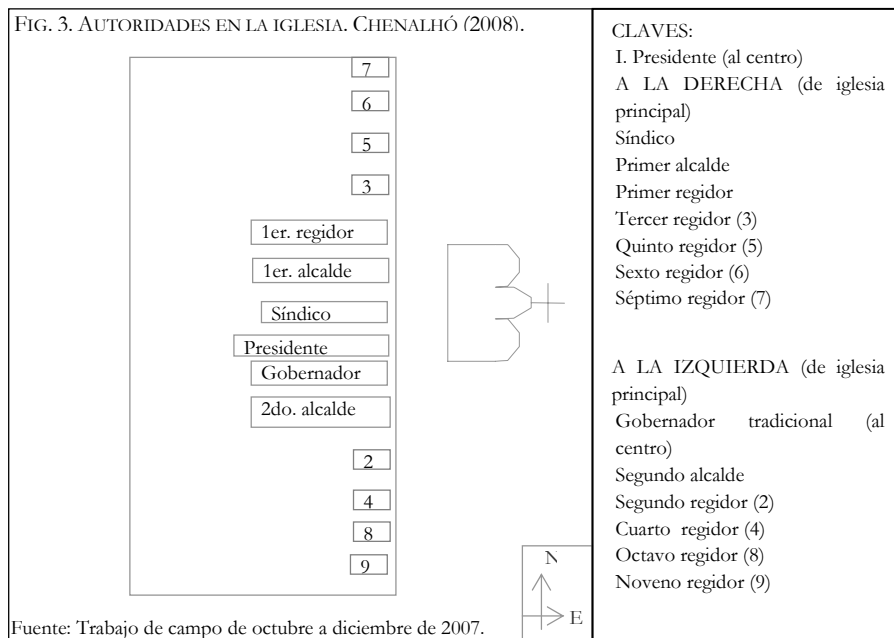 FIG. 3. AUTORIDADES EN LA IGLESIA. CHENALHÓ (2008).
7
6
5
3
1er. regidor
1er. alcalde
Síndico
Presidente
Gobernador
2do. alcalde
2
4
8
9
N
E
Fuente: Trabajo de campo de octubre a diciembre de 2007.
CLAVES:
I. Presidente (al centro)
A LA DERECHA (de iglesia
principal)
Síndico
Primer alcalde
Primer regidor
Tercer regidor (3)
Quinto regidor (5)
Sexto regidor (6)
Séptimo regidor (7)
A LA IZQUIERDA (de iglesia
principal)
Gobernador tradicional (al
centro)
Segundo alcalde
Segundo regidor (2)
Cuarto regidor (4)
Octavo regidor (8)
Noveno regidor (9)